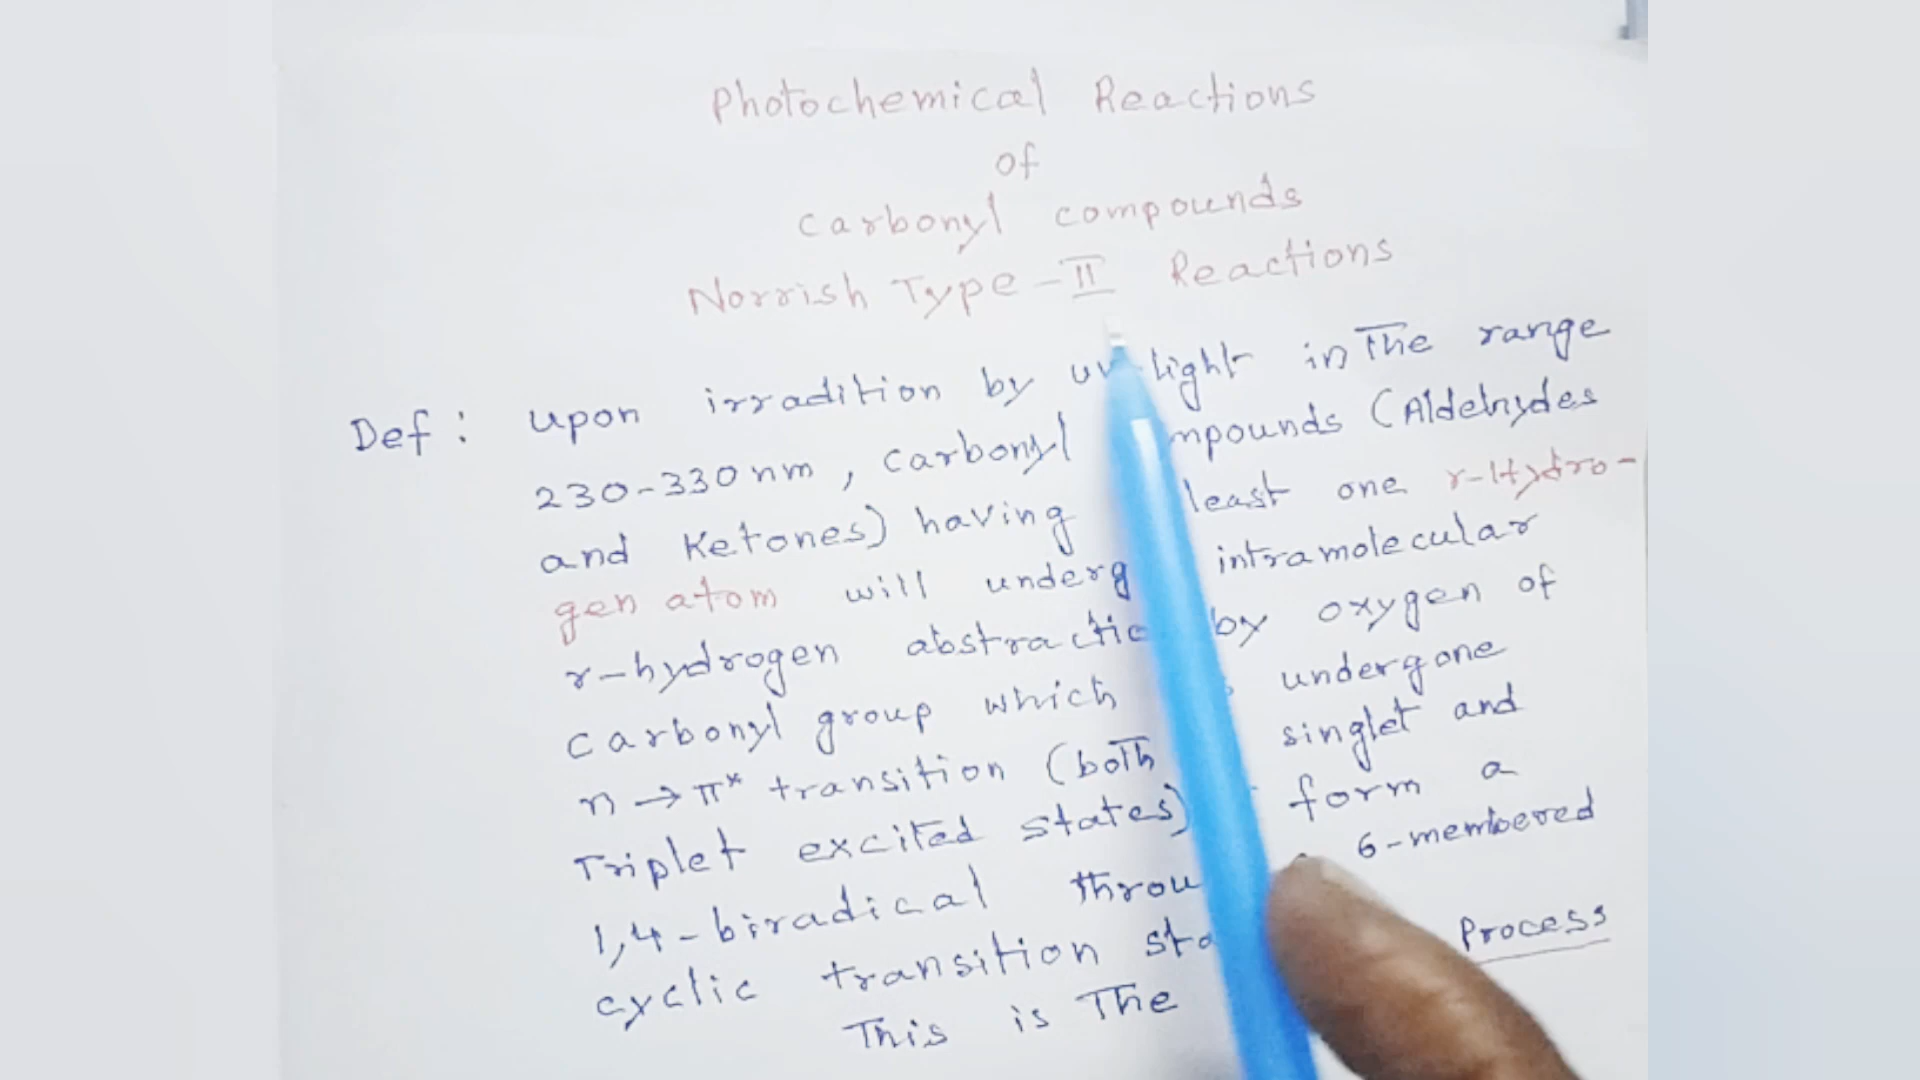 Photochemical Reactions
of
carbonyl compounds
Norrish Type-II Reactions
Def: upon irradition by uv-light in The range
230-330nm, carbonyl mpounds (Aldehydes
and Ketones) having least one r-Hydro-
gen atom will underg intramolecular
r-hydrogen abstractio by oxygen of
carbonyl group which undergone
n→π* transition (both singlet and
Triplet excited states) form a
1,4-biradical throu 6-membered
cyclic transition sta
This is The Process